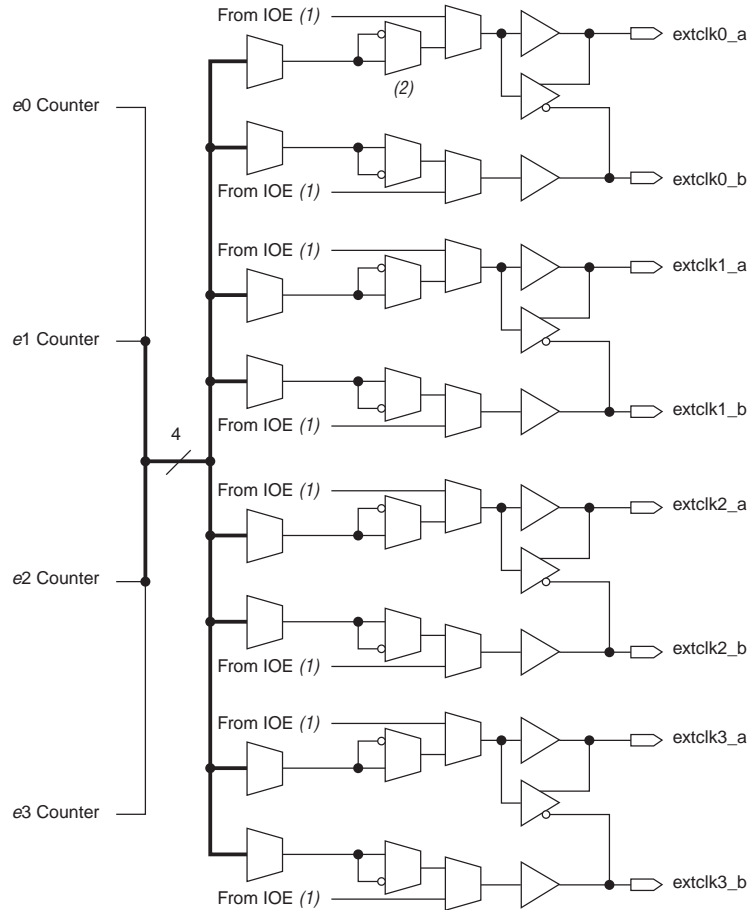 From IOE (1)
extclk0_a
(2)
e0 Counter
extclk0_b
From IOE (1)
From IOE (1)
extclk1_a
e1 Counter
extclk1_b
From IOE (1)
4
From IOE (1)
extclk2_a
e2 Counter
extclk2_b
From IOE (1)
From IOE (1)
extclk3_a
e3 Counter
extclk3_b
From IOE (1)